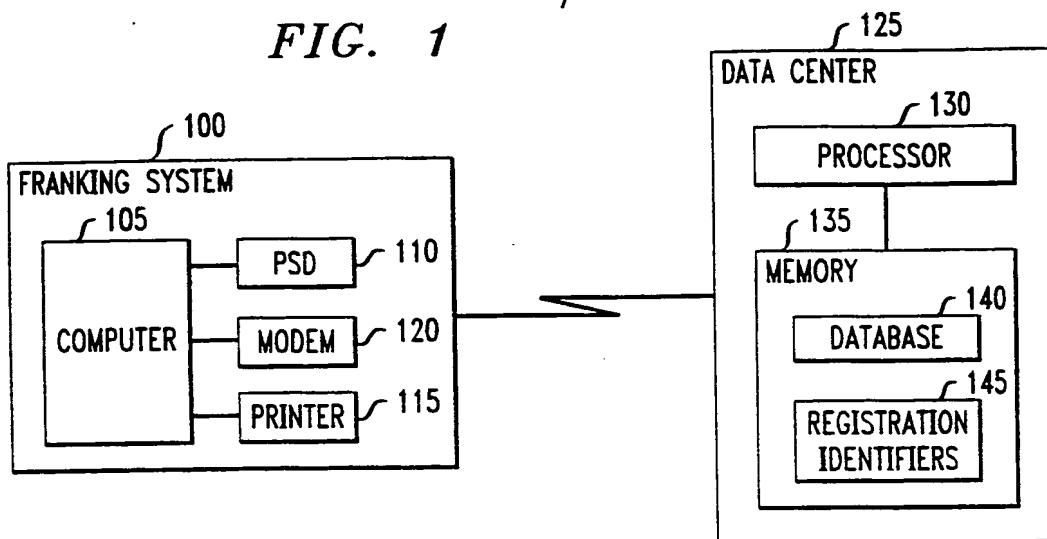 FIG. 1
100
FRANKING SYSTEM
105
COMPUTER
PSD
110
MODEM
120
PRINTER
115
125
DATA CENTER
130
PROCESSOR
135
MEMORY
140
DATABASE
145
REGISTRATION
IDENTIFIERS